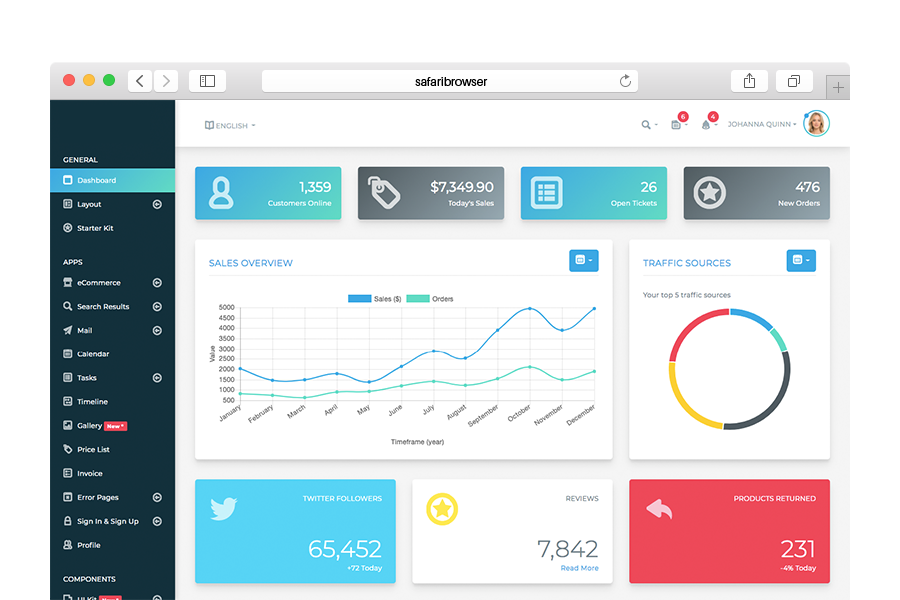 safaribrowser
ENGLISH
6
4
JOHANNA QUINN
GENERAL
Dashboard
Layout
Starter Kit
APPS
eCommerce
Search Results
Mail
Calendar
Tasks
Timeline
Gallery New
Price List
Invoice
Error Pages
Sign In & Sign Up
Profile
COMPONENTS
UI Kit
1,359
Customers Online
$7,349.90
Today's Sales
26
Open Tickets
476
New Orders
SALES OVERVIEW
Sales ($) Orders
5000
4500
4000
3500
3000
2500
2000
1500
1000
500
Value
January February March April May June July August September October November December
Timeframe (year)
TRAFFIC SOURCES
Your top 5 traffic sources
TWITTER FOLLOWERS
65,452
+72 Today
REVIEWS
7,842
Read More
PRODUCTS RETURNED
231
-4% Today